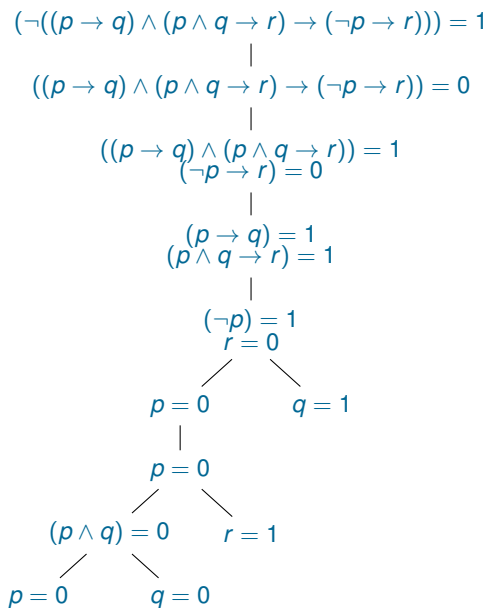 (¬((p → q) ∧ (p ∧ q → r) → (¬p → r))) = 1
((p → q) ∧ (p ∧ q → r) → (¬p → r)) = 0
((p → q) ∧ (p ∧ q → r)) = 1
(¬p → r) = 0
(p → q) = 1
(p ∧ q → r) = 1
(¬p) = 1
r = 0
p = 0 q = 1
p = 0
(p ∧ q) = 0 r = 1
p = 0 q = 0